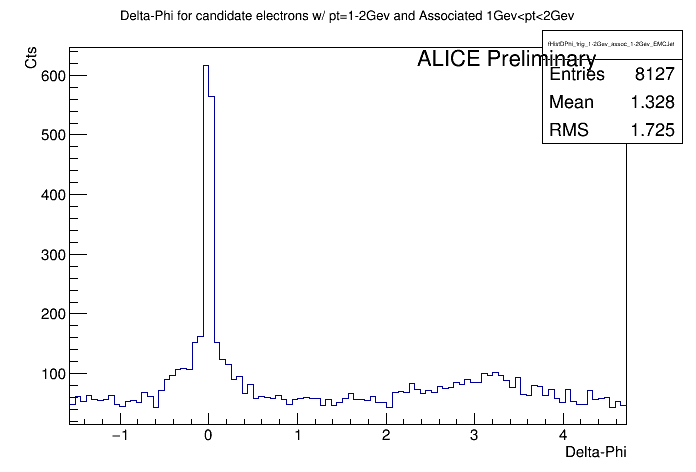 Delta-Phi for candidate electrons w/ pt=1-2Gev and Associated 1Gev<pt<2Gev
Cts
ALICE Preliminary
fHistDPhi_trig_1-2Gev_assoc_1-2Gev_EMCJet
Entries 8127
Mean 1.328
RMS 1.725
600
500
400
300
200
100
−1 0 1 2 3 4
Delta-Phi